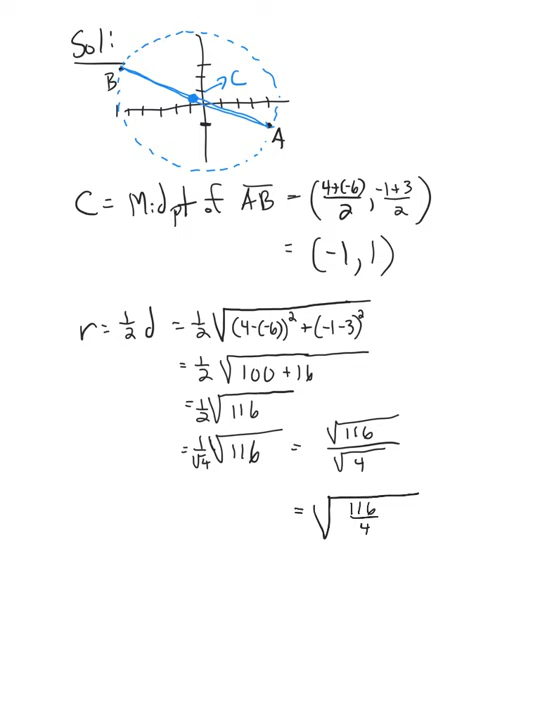 Sol:
B
C
A
C = Midpt of AB = (4+(-6)/2, -1+3/2)
= (-1, 1)
r = 1/2 d = 1/2 √(4-(-6))² + (-1-3)²
= 1/2 √100 + 16
= 1/2 √116
= 1/√4 √116 = √116/√4
= √116/4